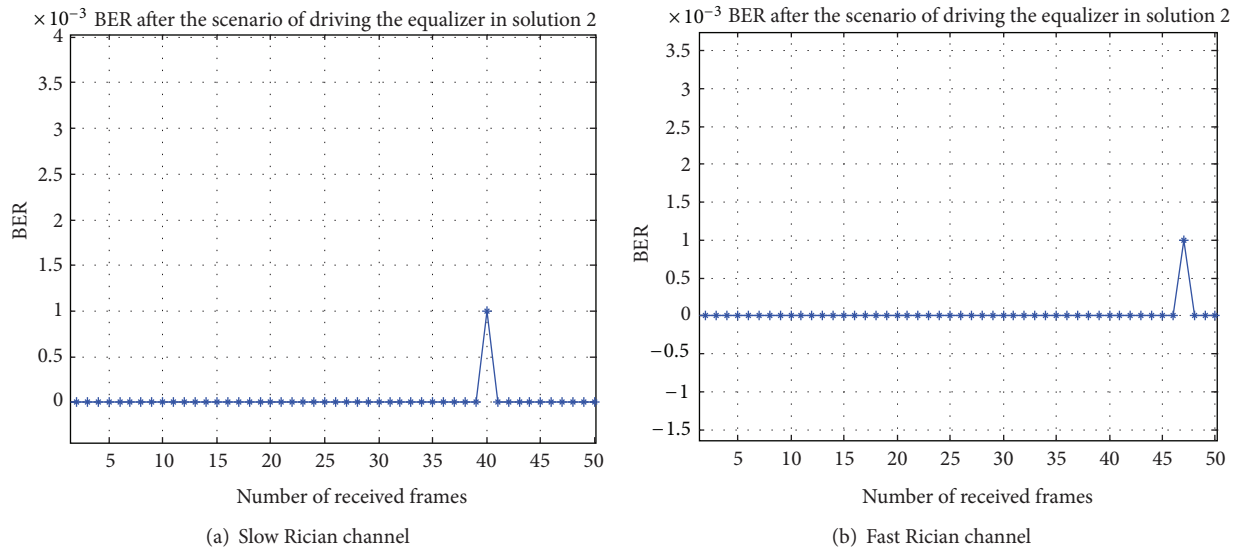 ×10⁻³ BER after the scenario of driving the equalizer in solution 2
4
3.5
3
2.5
2
1.5
1
0.5
0
BER
5 10 15 20 25 30 35 40 45 50
Number of received frames
(a) Slow Rician channel
×10⁻³ BER after the scenario of driving the equalizer in solution 2
3.5
3
2.5
2
1.5
1
0.5
0
−0.5
−1
−1.5
BER
5 10 15 20 25 30 35 40 45 50
Number of received frames
(b) Fast Rician channel